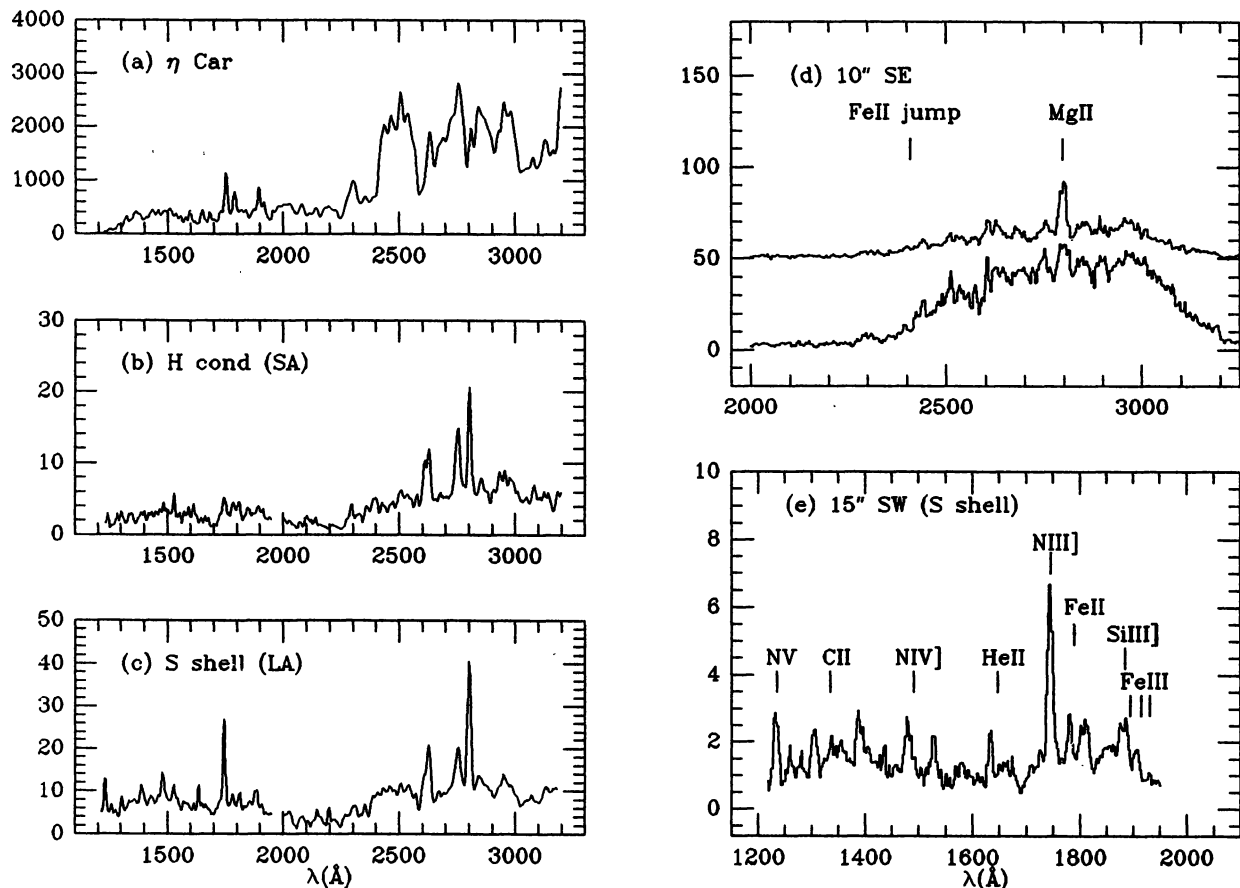 4000
3000
2000
1000
0
(a) η Car
1500 2000 2500 3000
30
20
10
0
(b) H cond (SA)
1500 2000 2500 3000
50
40
30
20
10
0
(c) S shell (LA)
1500 2000 2500 3000
λ(Å)
150
100
50
0
(d) 10" SE
FeII jump MgII
2000 2500 3000
10
8
6
4
2
0
(e) 15" SW (S shell)
NIII]
FeII
SiIII]
NV CII NIV] HeII FeIII
1200 1400 1600 1800 2000
λ(Å)